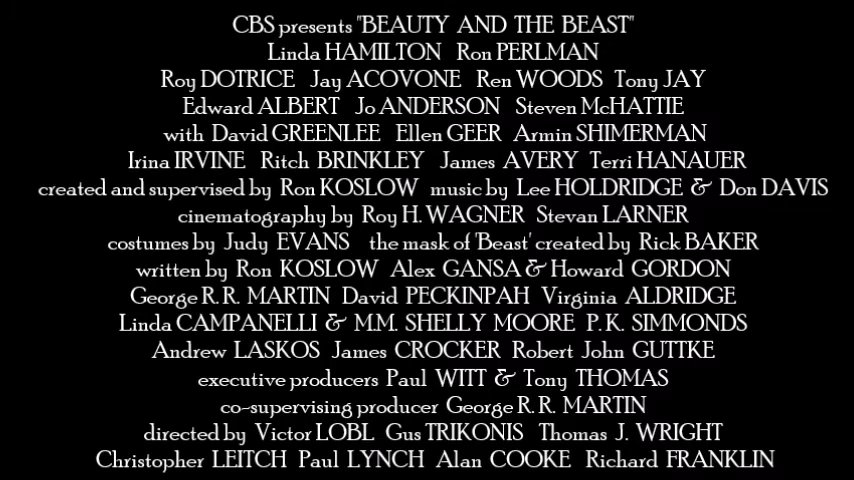 CBS presents "BEAUTY AND THE BEAST"
Linda HAMILTON Ron PERLMAN
Roy DOTRICE Jay ACOVONE Ren WOODS Tony JAY
Edward ALBERT Jo ANDERSON Steven McHATTIE
with David GREENLEE Ellen GEER Armin SHIMERMAN
Irina IRVINE Ritch BRINKLEY James AVERY Terri HANAUER
created and supervised by Ron KOSLOW music by Lee HOLDRIDGE & Don DAVIS
cinematography by Roy H. WAGNER Stevan LARNER
costumes by Judy EVANS the mask of 'Beast' created by Rick BAKER
written by Ron KOSLOW Alex GANSA & Howard GORDON
George R. R. MARTIN David PECKINPAH Virginia ALDRIDGE
Linda CAMPANELLI & M.M. SHELLY MOORE P. K. SIMMONDS
Andrew LASKOS James CROCKER Robert John GUTTKE
executive producers Paul WITT & Tony THOMAS
co-supervising producer George R. R. MARTIN
directed by Victor LOBL Gus TRIKONIS Thomas J. WRIGHT
Christopher LEITCH Paul LYNCH Alan COOKE Richard FRANKLIN